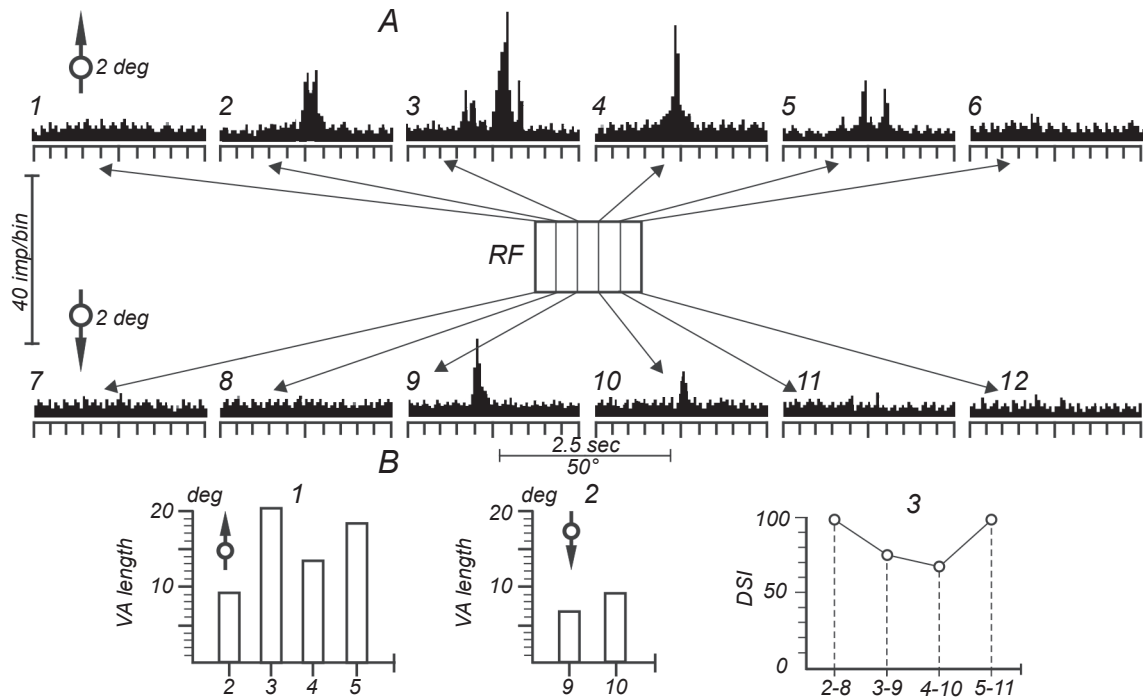 A
2 deg
1 2 3 4 5 6
RF
40 imp/bin
2 deg
7 8 9 10 11 12
2.5 sec
50°
B
deg 1
20
10
VA length
2 3 4 5
deg 2
20
10
VA length
9 10
3
100
50
0
DSI
2-8 3-9 4-10 5-11